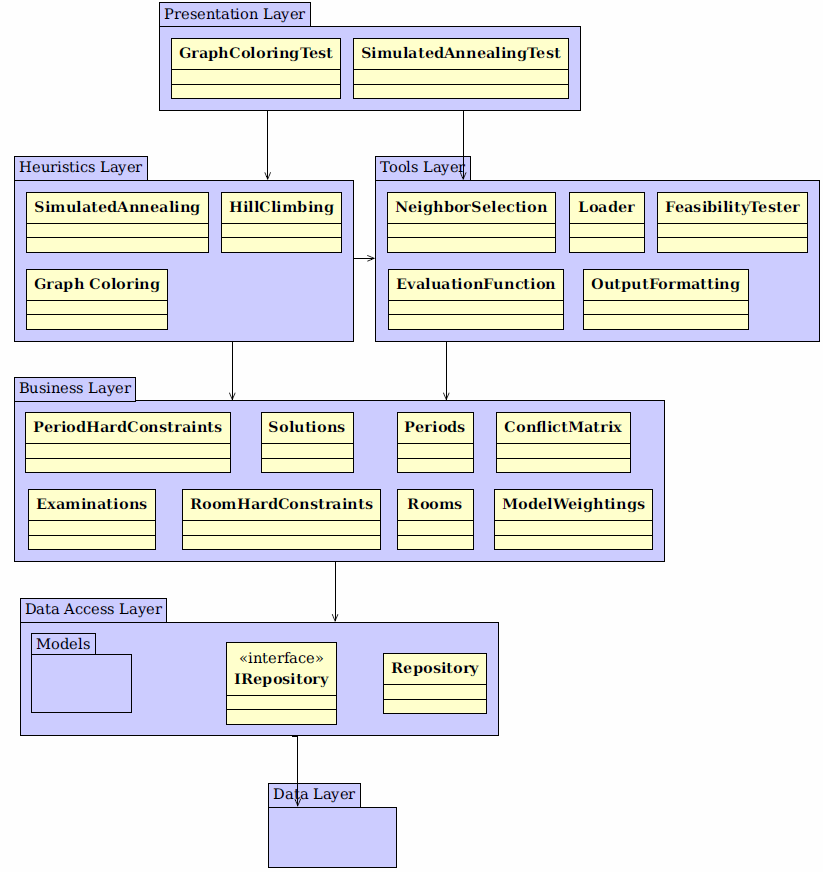 Presentation Layer
GraphColoringTest
SimulatedAnnealingTest
Heuristics Layer
SimulatedAnnealing
HillClimbing
Graph Coloring
Tools Layer
NeighborSelection
Loader
FeasibilityTester
EvaluationFunction
OutputFormatting
Business Layer
PeriodHardConstraints
Solutions
Periods
ConflictMatrix
Examinations
RoomHardConstraints
Rooms
ModelWeightings
Data Access Layer
Models
«interface»
IRepository
Repository
Data Layer